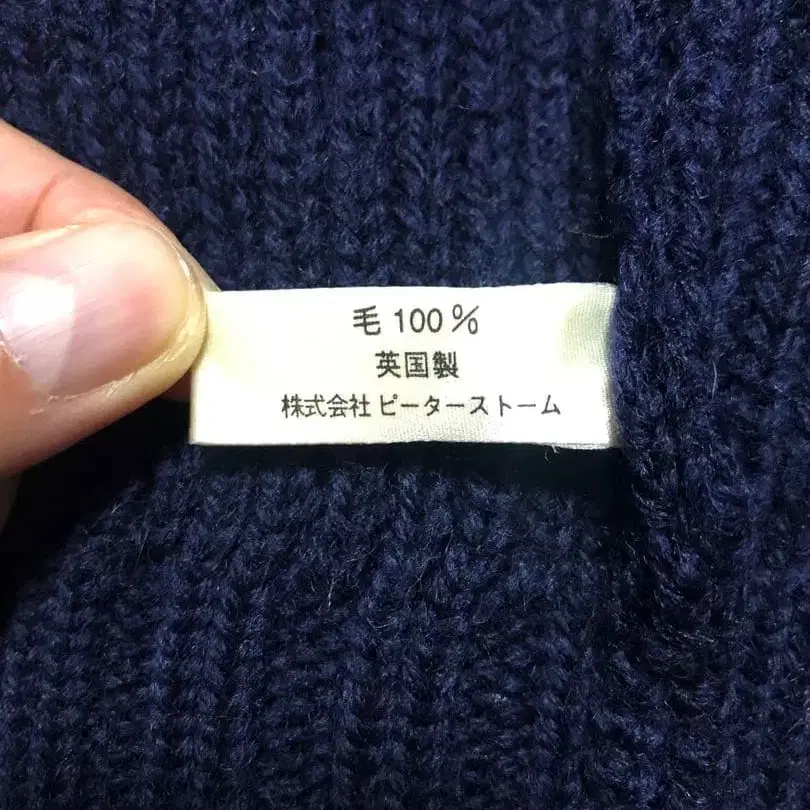 毛 100%
英国製
株式会社 ピーターストーム